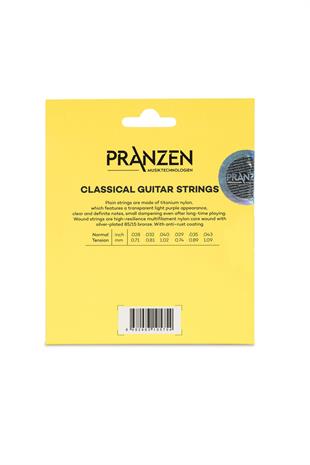 PRANZEN
MUSIKTECHNOLOGIEN
CLASSICAL GUITAR STRINGS
Plain strings are made of titanium nylon,
which features a transparent light purple appearance,
clear and definite notes, small dampening even after long-time playing.
Wound strings are high-resilience multifilament nylon core wound with
silver-plated 85/15 bronze. With anti-rust coating
Normal inch .028 .032 .040 .029 .035 .043
Tension mm 0.71 0.81 1.02 0.74 0.89 1.09